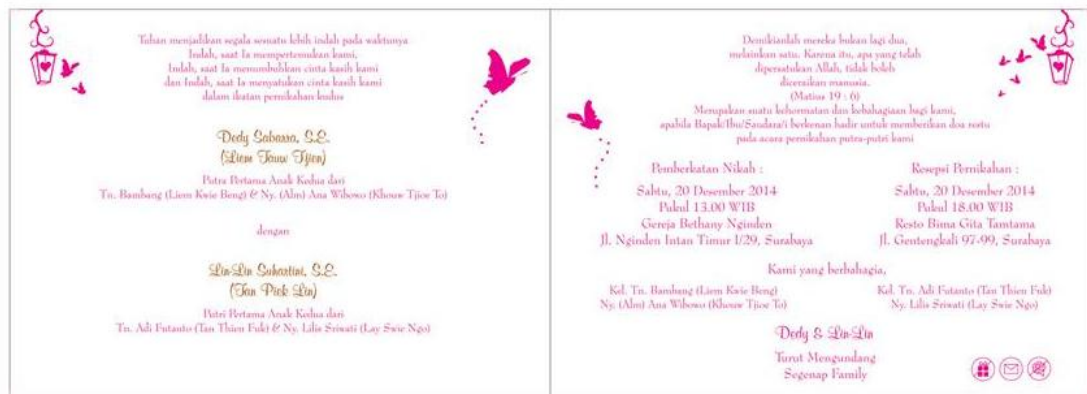 Tuhan menjadikan segala sesuatu lebih indah pada waktunya
Indah, saat Ia mempertemukan kami,
Indah, saat Ia menumbuhkan cinta kasih kami
dan Indah, saat Ia menyatukan cinta kasih kami
dalam ikatan pernikahan kudus
Dedy Sabarra, S.E.
(Liem Tauw Tjien)
Putra Pertama Anak Kedua dari
Tn. Bambang (Liem Kwie Beng) & Ny. (Alm) Ana Wibowo (Khouw Tjioe To)
dengan
Lin-Lin Suhartini, S.E.
(Tan Pick Lin)
Putri Pertama Anak Kedua dari
Tn. Adi Futanto (Tan Thien Fuk) & Ny. Lilis Sriwati (Lay Swie Ngo)
Demikianlah mereka bukan lagi dua,
melainkan satu. Karena itu, apa yang telah
dipersatukan Allah, tidak boleh
diceraikan manusia.
(Matius 19 : 6)
Merupakan suatu kehormatan dan kebahagiaan bagi kami,
apabila Bapak/Ibu/Saudara/i berkenan hadir untuk memberikan doa restu
pada acara pernikahan putra-putri kami
Pemberkatan Nikah :
Sabtu, 20 Desember 2014
Pukul 13.00 WIB
Gereja Bethany Nginden
Jl. Nginden Intan Timur I/29, Surabaya
Resepsi Pernikahan :
Sabtu, 20 Desember 2014
Pukul 18.00 WIB
Resto Bima Gita Tamtama
Jl. Gentengkali 97-99, Surabaya
Kami yang berbahagia,
Kel. Tn. Bambang (Liem Kwie Beng)
Ny. (Alm) Ana Wibowo (Khouw Tjioe To)
Kel. Tn. Adi Futanto (Tan Thien Fuk)
Ny. Lilis Sriwati (Lay Swie Ngo)
Dedy & Lin-Lin
Turut Mengundang
Segenap Family